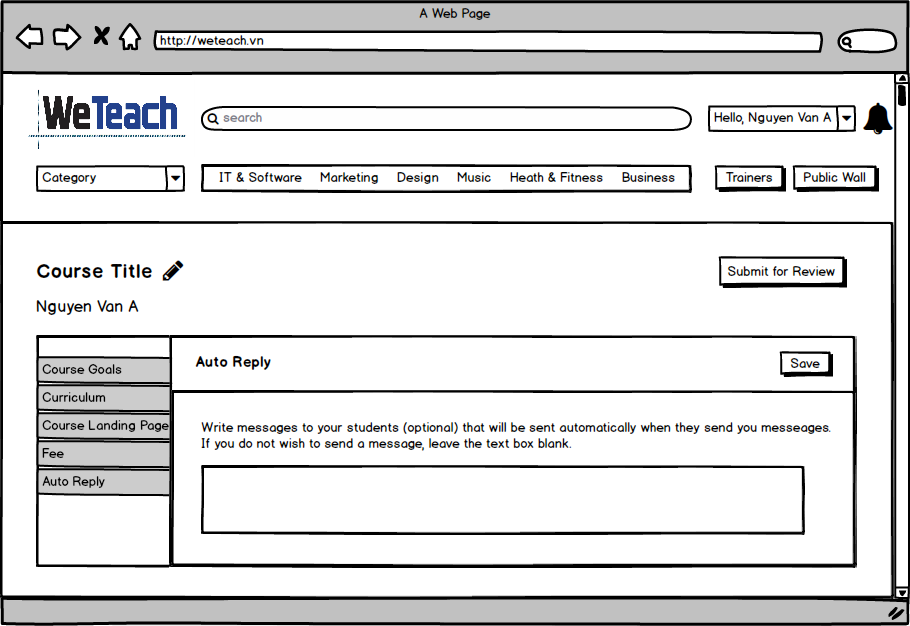 A Web Page
http://weteach.vn
WeTeach
search
Hello, Nguyen Van A
Category
IT & Software Marketing Design Music Heath & Fitness Business
Trainers
Public Wall
Course Title
Submit for Review
Nguyen Van A
Auto Reply
Save
Course Goals
Curriculum
Course Landing Page
Fee
Auto Reply
Write messages to your students (optional) that will be sent automatically when they send you messeages.
If you do not wish to send a message, leave the text box blank.